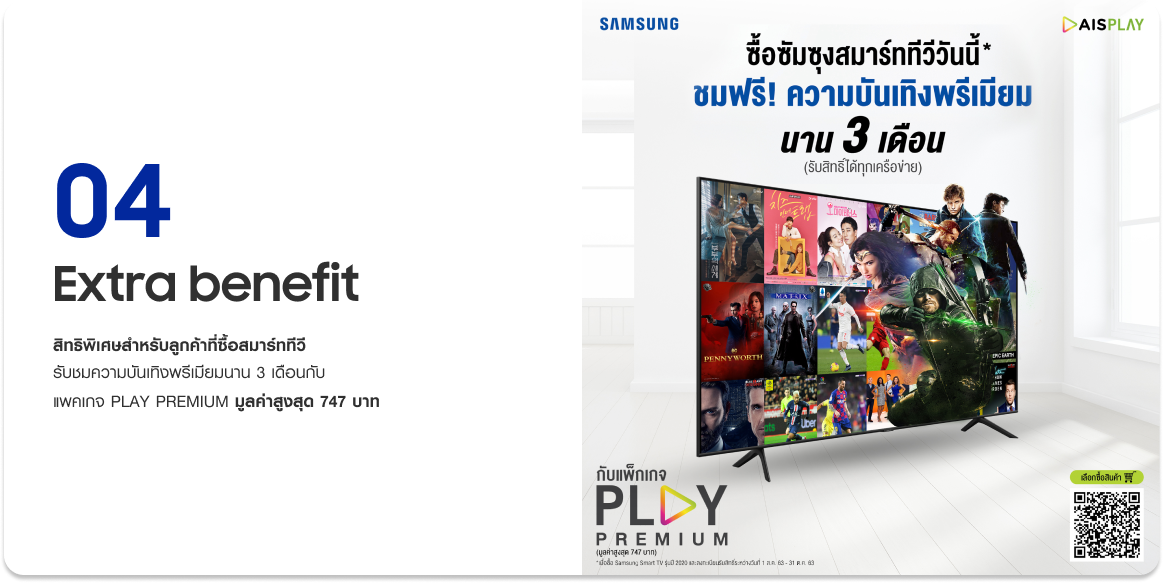 04
Extra benefit
สิทธิพิเศษสำหรับลูกค้าที่ซื้อสมาร์ททีวี
รับชมความบันเทิงพรีเมียมนาน 3 เดือนกับ
แพคเกจ PLAY PREMIUM มูลค่าสูงสุด 747 บาท
SAMSUNG
AISPLAY
ซื้อซัมซุงสมาร์ททีวีวันนี้*
ชมฟรี! ความบันเทิงพรีเมียม
นาน 3 เดือน
(รับสิทธิ์ได้ทุกเครือข่าย)
MATRIX
PENNYWORTH
EPIC EARTH
กับแพ็กเกจ
PLAY
PREMIUM
(มูลค่าสูงสุด 747 บาท)
*เมื่อซื้อ Samsung Smart TV รุ่นปี 2020 และลงทะเบียนรับสิทธิ์ระหว่างวันที่ 1 ต.ค. 63 - 31 ต.ค. 63
เลือกซื้อสินค้า